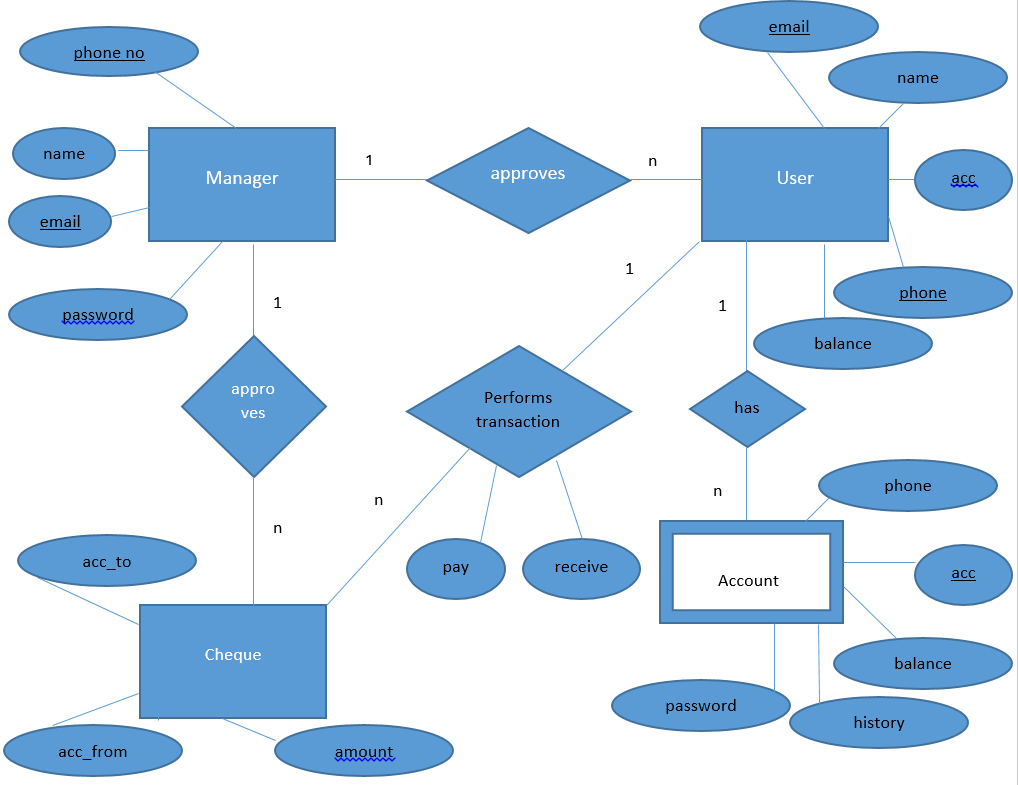 email
phone no
name
name
1
n
approves
Manager
User
acc
email
1
phone
1
1
password
balance
appro
ves
Performs
transaction
has
n
n
n
phone
acc_to
pay
receive
acc
Account
Cheque
balance
password
history
acc_from
amount